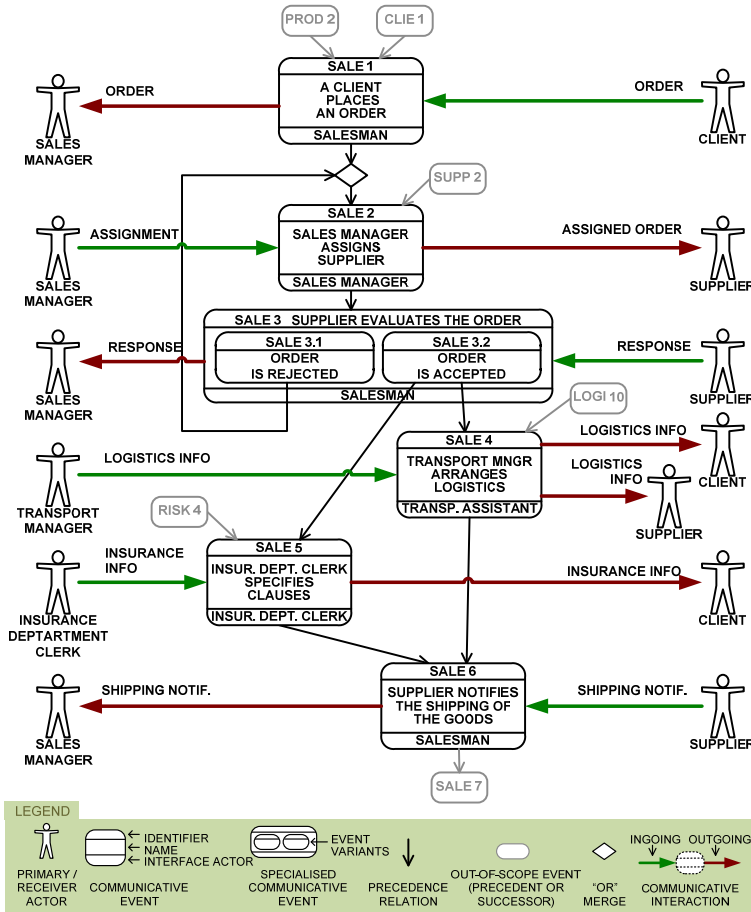 PROD 2
CLIE 1
SALE 1
A CLIENT
PLACES
AN ORDER
SALESMAN
ORDER
ORDER
SALES
MANAGER
CLIENT
SUPP 2
SALE 2
SALES MANAGER
ASSIGNS
SUPPLIER
SALES MANAGER
ASSIGNMENT
ASSIGNED ORDER
SALES
MANAGER
SUPPLIER
SALE 3 SUPPLIER EVALUATES THE ORDER
SALE 3.1
ORDER
IS REJECTED
SALE 3.2
ORDER
IS ACCEPTED
SALESMAN
RESPONSE
RESPONSE
SALES
MANAGER
SUPPLIER
LOGI 10
SALE 4
TRANSPORT MNGR
ARRANGES
LOGISTICS
TRANSP. ASSISTANT
LOGISTICS INFO
LOGISTICS INFO
LOGISTICS
INFO
TRANSPORT
MANAGER
CLIENT
SUPPLIER
RISK 4
SALE 5
INSUR. DEPT. CLERK
SPECIFIES
CLAUSES
INSUR. DEPT. CLERK
INSURANCE
INFO
INSURANCE INFO
INSURANCE
DEPTARTMENT
CLERK
CLIENT
SALE 6
SUPPLIER NOTIFIES
THE SHIPPING OF
THE GOODS
SALESMAN
SHIPPING NOTIF.
SHIPPING NOTIF.
SALES
MANAGER
SUPPLIER
SALE 7
LEGEND
PRIMARY /
RECEIVER
ACTOR
IDENTIFIER
NAME
INTERFACE ACTOR
COMMUNICATIVE
EVENT
EVENT
VARIANTS
SPECIALISED
COMMUNICATIVE
EVENT
PRECEDENCE
RELATION
OUT-OF-SCOPE EVENT
(PRECEDENT OR
SUCCESSOR)
“OR”
MERGE
INGOING
OUTGOING
COMMUNICATIVE
INTERACTION